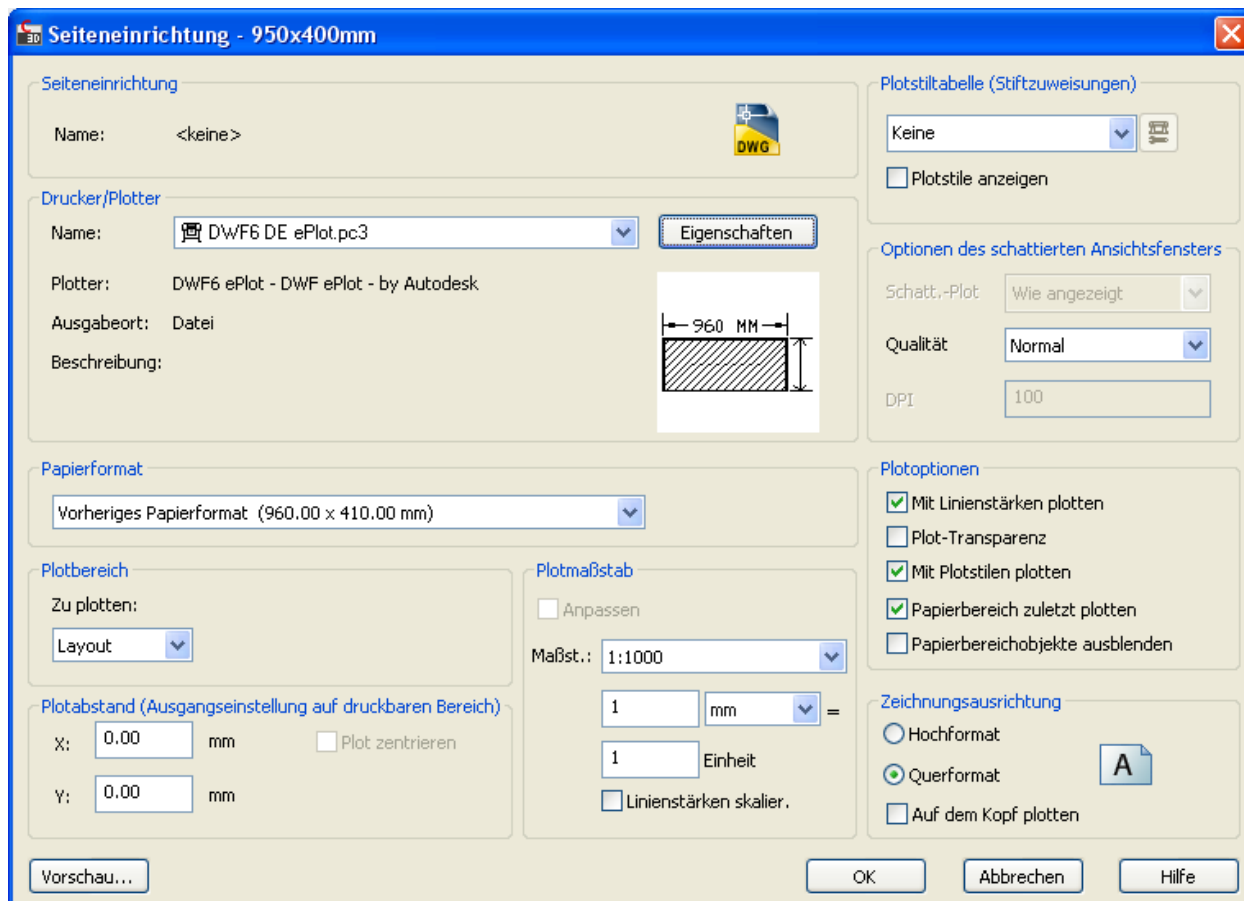 Seiteneinrichtung - 950x400mm
Seiteneinrichtung
Name: <keine>
DWG
Drucker/Plotter
Name: DWF6 DE ePlot.pc3 Eigenschaften
Plotter: DWF6 ePlot - DWF ePlot - by Autodesk
Ausgabeort: Datei
Beschreibung:
960 MM
Papierformat
Vorheriges Papierformat (960.00 x 410.00 mm)
Plotbereich
Zu plotten:
Layout
Plotabstand (Ausgangseinstellung auf druckbaren Bereich)
X: 0.00 mm Plot zentrieren
Y: 0.00 mm
Plotmaßstab
Anpassen
Maßst.: 1:1000
1 mm =
1 Einheit
Linienstärken skalier.
Plotstiltabelle (Stiftzuweisungen)
Keine
Plotstile anzeigen
Optionen des schattierten Ansichtsfensters
Schatt.-Plot Wie angezeigt
Qualität Normal
DPI 100
Plotoptionen
Mit Linienstärken plotten
Plot-Transparenz
Mit Plotstilen plotten
Papierbereich zuletzt plotten
Papierbereichobjekte ausblenden
Zeichnungsausrichtung
Hochformat
Querformat
A
Auf dem Kopf plotten
Vorschau... OK Abbrechen Hilfe